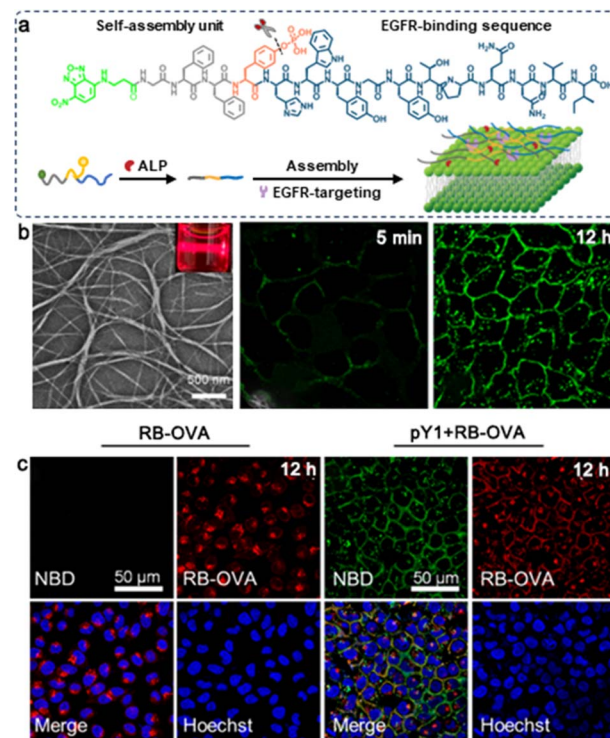 a
Self-assembly unit
EGFR-binding sequence
ALP
Assembly
EGFR-targeting
b
500 nm
5 min
12 h
RB-OVA
pY1+RB-OVA
c
12 h
12 h
NBD
50 µm
RB-OVA
NBD
50 µm
RB-OVA
Merge
Hoechst
Merge
Hoechst